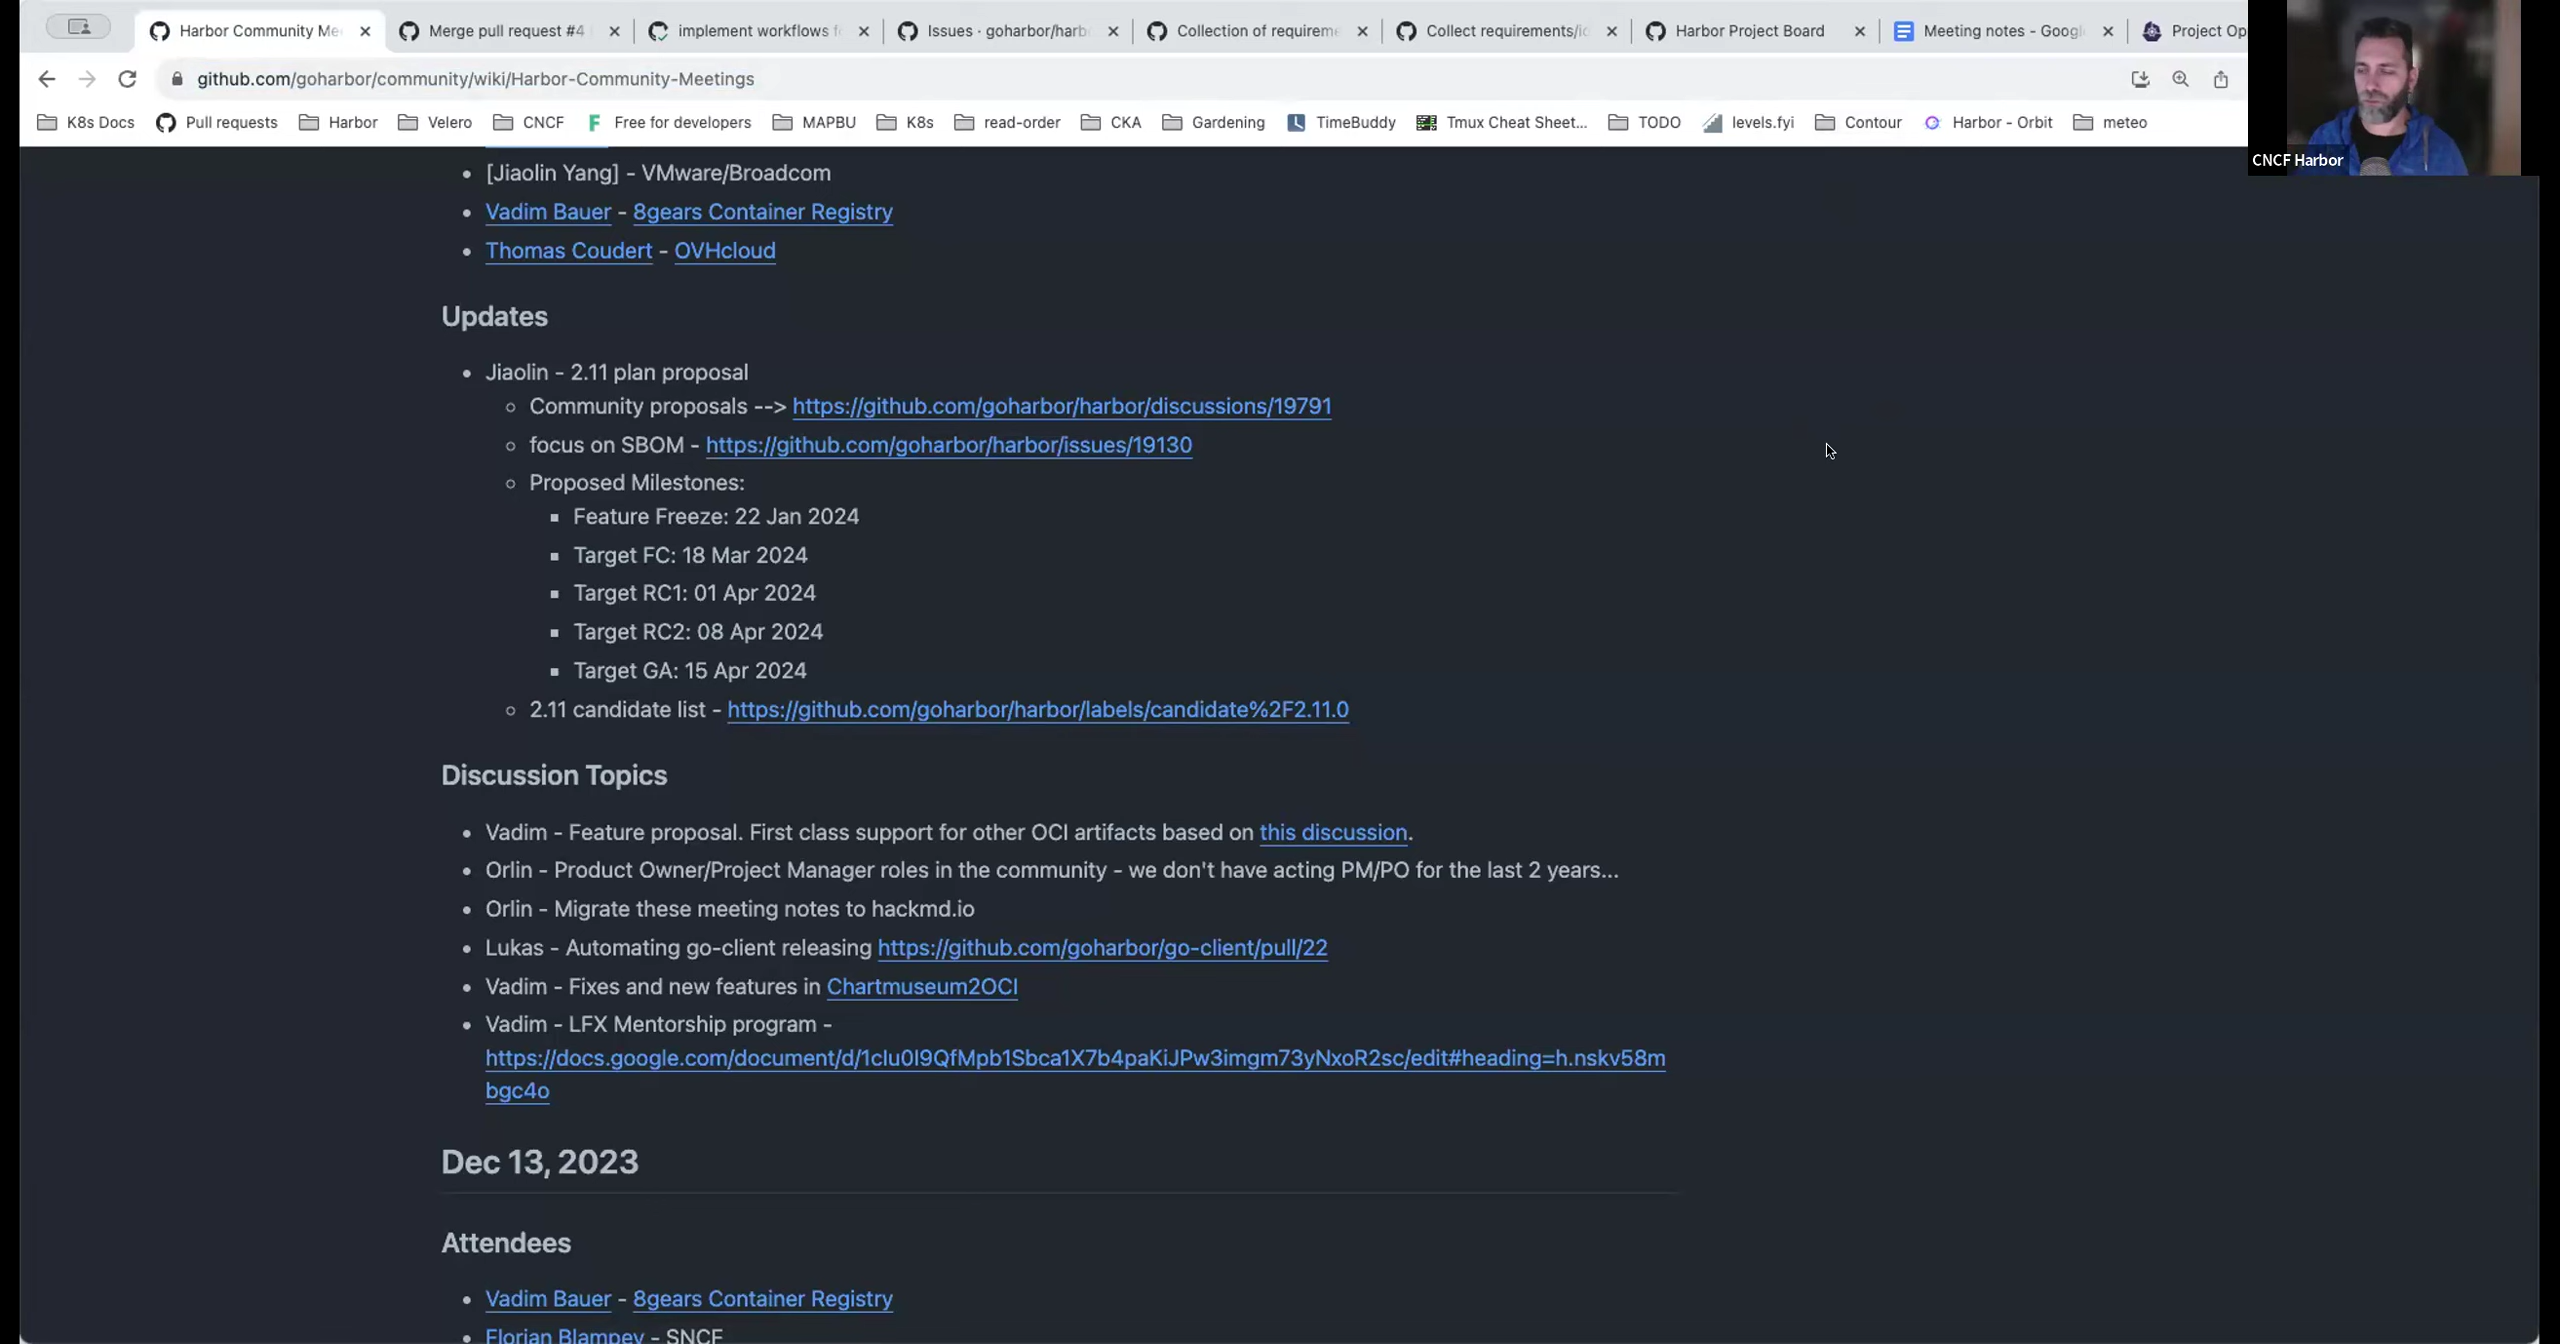 Harbor Community Me
Merge pull request #4
implement workflows f
Issues · goharbor/harb
Collection of requireme
Collect requirements/i
Harbor Project Board
Meeting notes - Googl
Project Op
github.com/goharbor/community/wiki/Harbor-Community-Meetings
K8s Docs
Pull requests
Harbor
Velero
CNCF
Free for developers
MAPBU
K8s
read-order
CKA
Gardening
TimeBuddy
Tmux Cheat Sheet...
TODO
levels.fyi
Contour
Harbor - Orbit
meteo
CNCF Harbor
[Jiaolin Yang] - VMware/Broadcom
Vadim Bauer - 8gears Container Registry
Thomas Coudert - OVHcloud
Updates
Jiaolin - 2.11 plan proposal
Community proposals --> https://github.com/goharbor/harbor/discussions/19791
focus on SBOM - https://github.com/goharbor/harbor/issues/19130
Proposed Milestones:
Feature Freeze: 22 Jan 2024
Target FC: 18 Mar 2024
Target RC1: 01 Apr 2024
Target RC2: 08 Apr 2024
Target GA: 15 Apr 2024
2.11 candidate list - https://github.com/goharbor/harbor/labels/candidate%2F2.11.0
Discussion Topics
Vadim - Feature proposal. First class support for other OCI artifacts based on this discussion.
Orlin - Product Owner/Project Manager roles in the community - we don't have acting PM/PO for the last 2 years...
Orlin - Migrate these meeting notes to hackmd.io
Lukas - Automating go-client releasing https://github.com/goharbor/go-client/pull/22
Vadim - Fixes and new features in Chartmuseum2OCI
Vadim - LFX Mentorship program -
https://docs.google.com/document/d/1clu0I9QfMpb1Sbca1X7b4paKiJPw3imgm73yNxoR2sc/edit#heading=h.nskv58m
bgc4o
Dec 13, 2023
Attendees
Vadim Bauer - 8gears Container Registry
Florian Blampey - SNCF